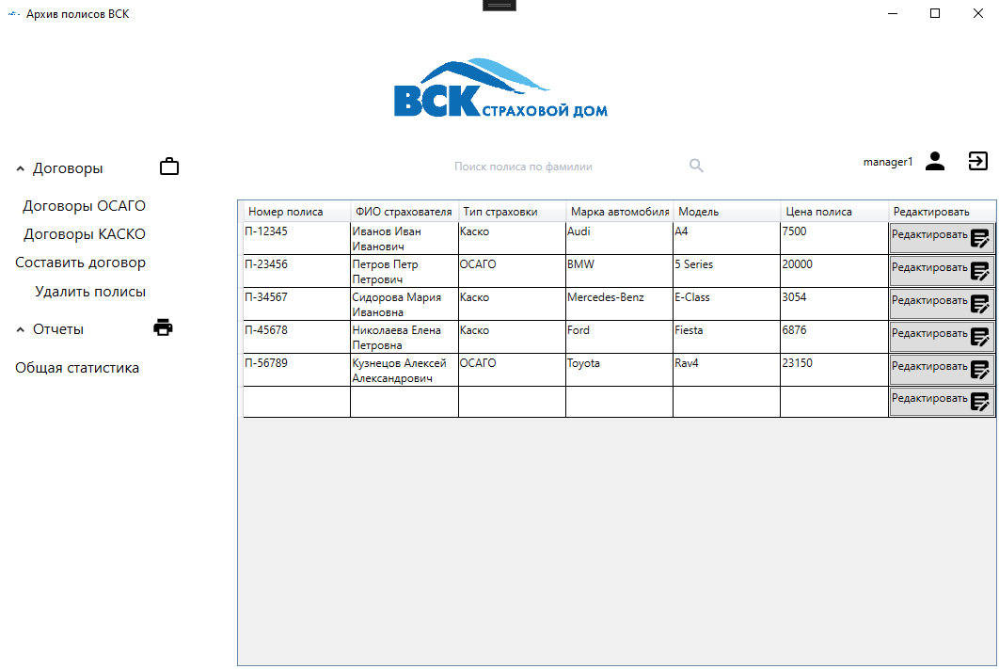 Архив полисов ВСК
ВСК СТРАХОВОЙ ДОМ
Договоры
Поиск полиса по фамилии
manager1
Договоры ОСАГО
Договоры КАСКО
Составить договор
Удалить полисы
Отчеты
Общая статистика
Номер полиса ФИО страхователя Тип страховки Марка автомобиля Модель Цена полиса Редактировать
П-12345 Иванов Иван Каско Audi A4 7500 Редактировать
Иванович
П-23456 Петров Петр ОСАГО BMW 5 Series 20000 Редактировать
Петрович
П-34567 Сидорова Мария Каско Mercedes-Benz E-Class 3054 Редактировать
Ивановна
П-45678 Николаева Елена Каско Ford Fiesta 6876 Редактировать
Петровна
П-56789 Кузнецов Алексей ОСАГО Toyota Rav4 23150 Редактировать
Александрович
Редактировать